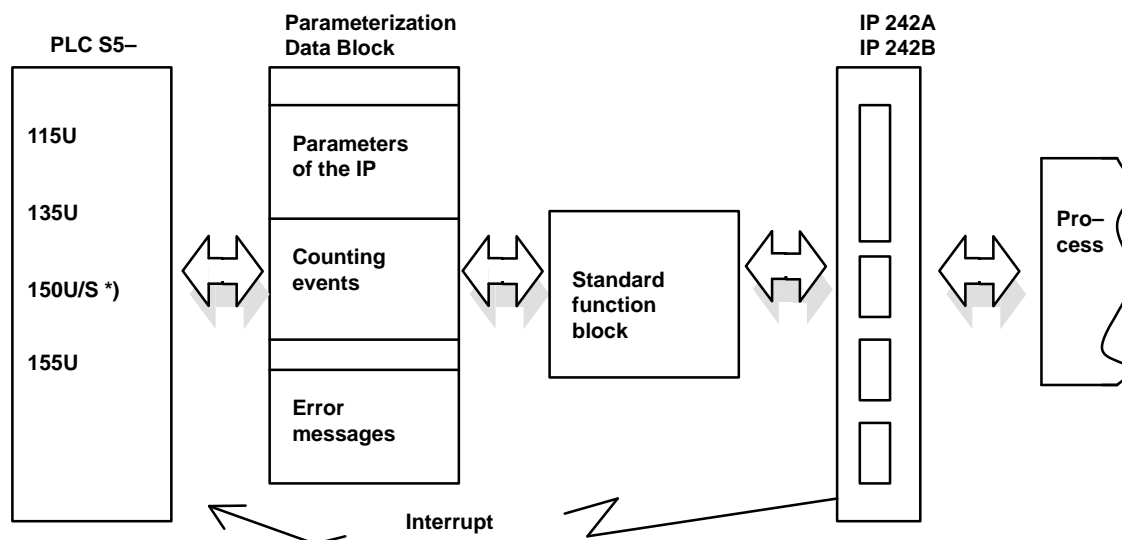 PLC S5–
115U
135U
150U/S *)
155U
Parameterization
Data Block
Parameters
of the IP
Counting
events
Error
messages
Standard
function
block
IP 242A
IP 242B
Pro–
cess
Interrupt